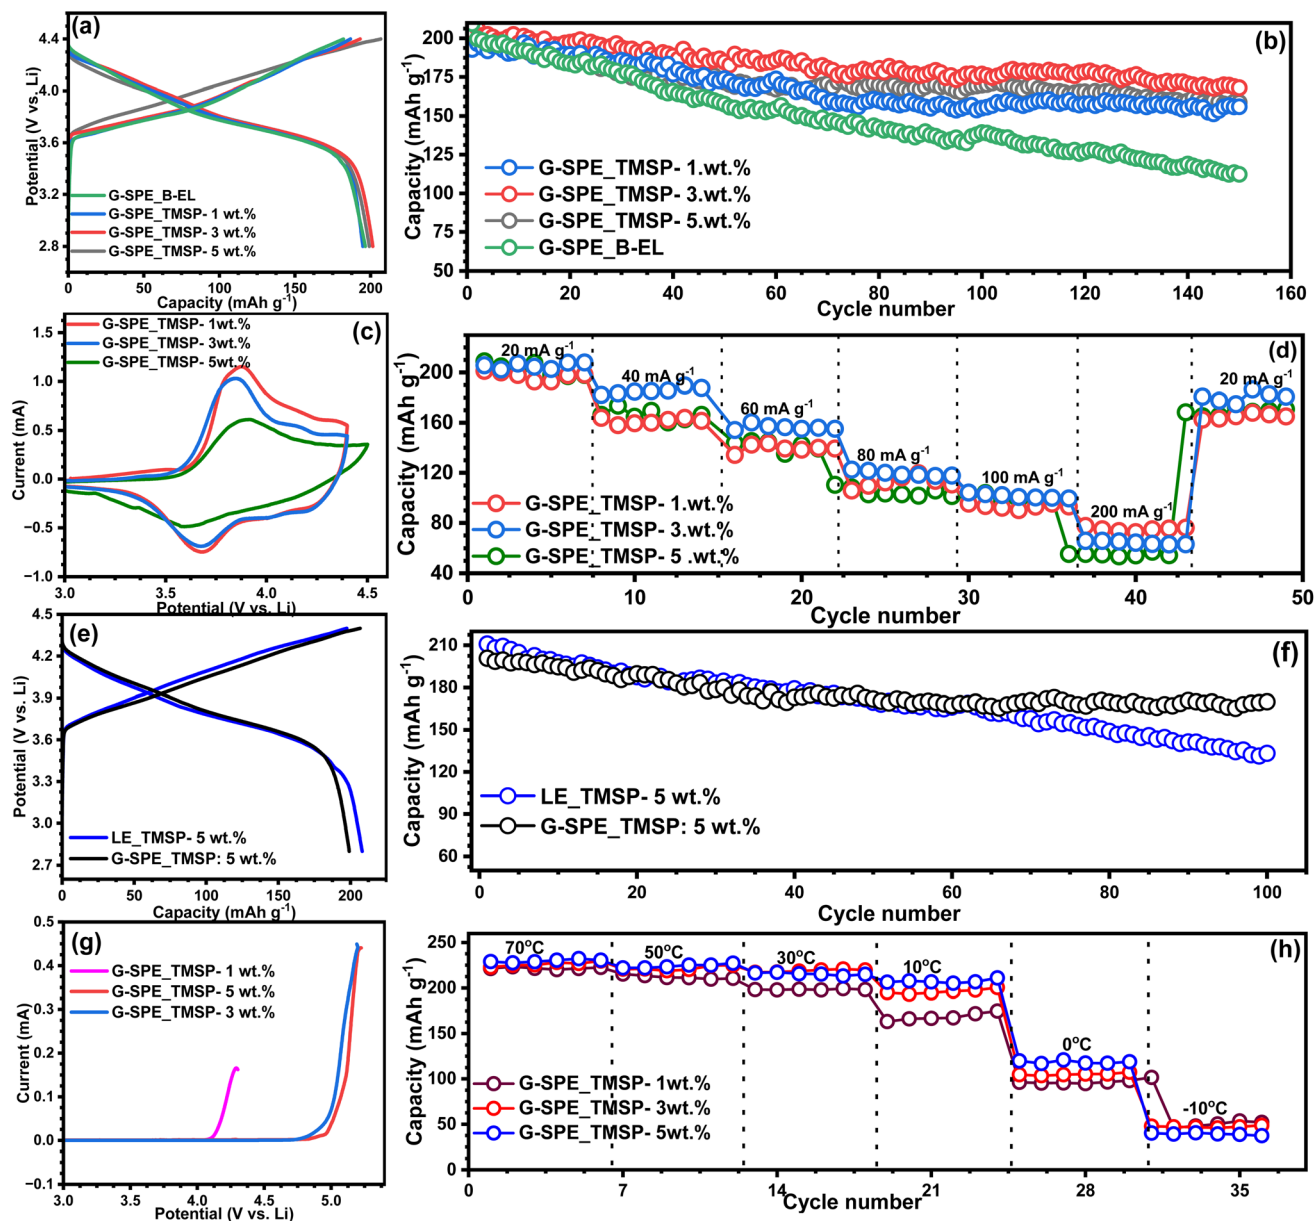 (a)
4.4
4.0
3.6
3.2
2.8
Potential (V vs. Li)
G-SPE_B-EL
G-SPE_TMSP- 1 wt.%
G-SPE_TMSP- 3 wt.%
G-SPE_TMSP- 5 wt.%
0 50 100 150 200
Capacity (mAh g-1)
(b)
200
175
150
125
100
75
50
Capacity (mAh g-1)
G-SPE_TMSP- 1.wt.%
G-SPE_TMSP- 3.wt.%
G-SPE_TMSP- 5.wt.%
G-SPE_B-EL
0 20 40 60 80 100 120 140 160
Cycle number
(c)
G-SPE_TMSP- 1wt.%
G-SPE_TMSP- 3wt.%
G-SPE_TMSP- 5wt.%
1.5
1.0
0.5
0.0
−0.5
−1.0
Current (mA)
3.0 3.5 4.0 4.5
Potential (V vs. Li)
(d)
20 mA g-1
40 mA g-1
60 mA g-1
80 mA g-1
100 mA g-1
200 mA g-1
20 mA g-1
200
160
120
80
40
Capacity (mAh g-1)
G-SPE_TMSP- 1.wt.%
G-SPE_TMSP- 3.wt.%
G-SPE_TMSP- 5 .wt.%
0 10 20 30 40 50
Cycle number
(e)
4.5
4.2
3.9
3.6
3.3
3.0
2.7
Potential (V vs. Li)
LE_TMSP- 5 wt.%
G-SPE_TMSP: 5 wt.%
0 50 100 150 200
Capacity (mAh g-1)
(f)
210
180
150
120
90
60
Capacity (mAh g-1)
LE_TMSP- 5 wt.%
G-SPE_TMSP: 5 wt.%
0 20 40 60 80 100
Cycle number
(g)
0.5
0.4
0.3
0.2
0.1
0.0
−0.1
Current (mA)
G-SPE_TMSP- 1 wt.%
G-SPE_TMSP- 5 wt.%
G-SPE_TMSP- 3 wt.%
3.0 3.5 4.0 4.5 5.0
Potential (V vs. Li)
(h)
70°C
50°C
30°C
10°C
0°C
-10°C
250
200
150
100
50
0
Capacity (mAh g-1)
G-SPE_TMSP- 1wt.%
G-SPE_TMSP- 3wt.%
G-SPE_TMSP- 5wt.%
0 7 14 21 28 35
Cycle number